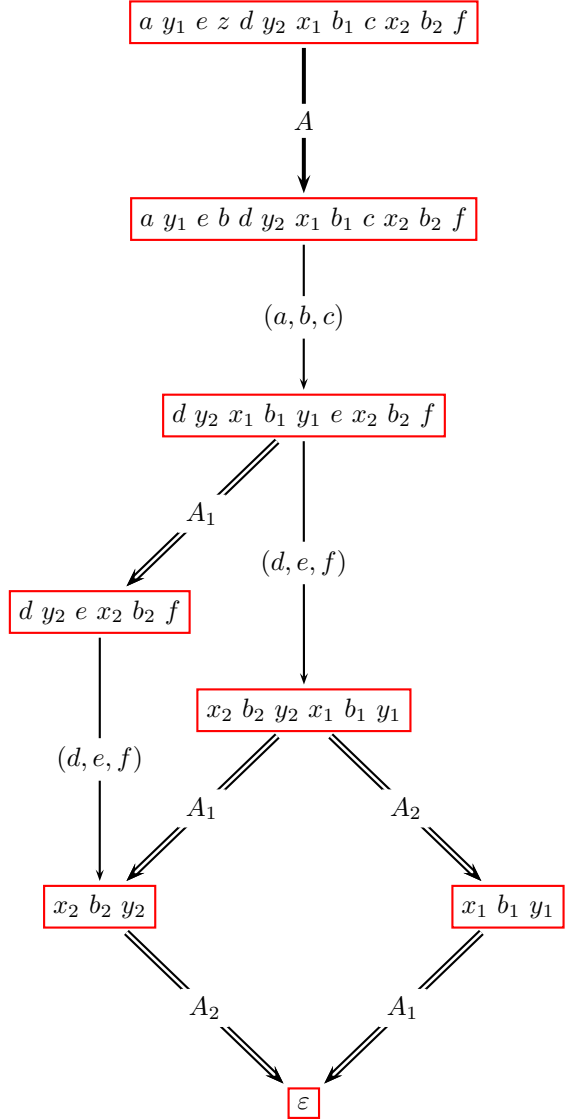 a y₁ e z d y₂ x₁ b₁ c x₂ b₂ f
A
a y₁ e b d y₂ x₁ b₁ c x₂ b₂ f
(a, b, c)
d y₂ x₁ b₁ y₁ e x₂ b₂ f
A₁
(d, e, f)
d y₂ e x₂ b₂ f
x₂ b₂ y₂ x₁ b₁ y₁
(d, e, f)
A₁ A₂
x₂ b₂ y₂ x₁ b₁ y₁
A₂ A₁
ε